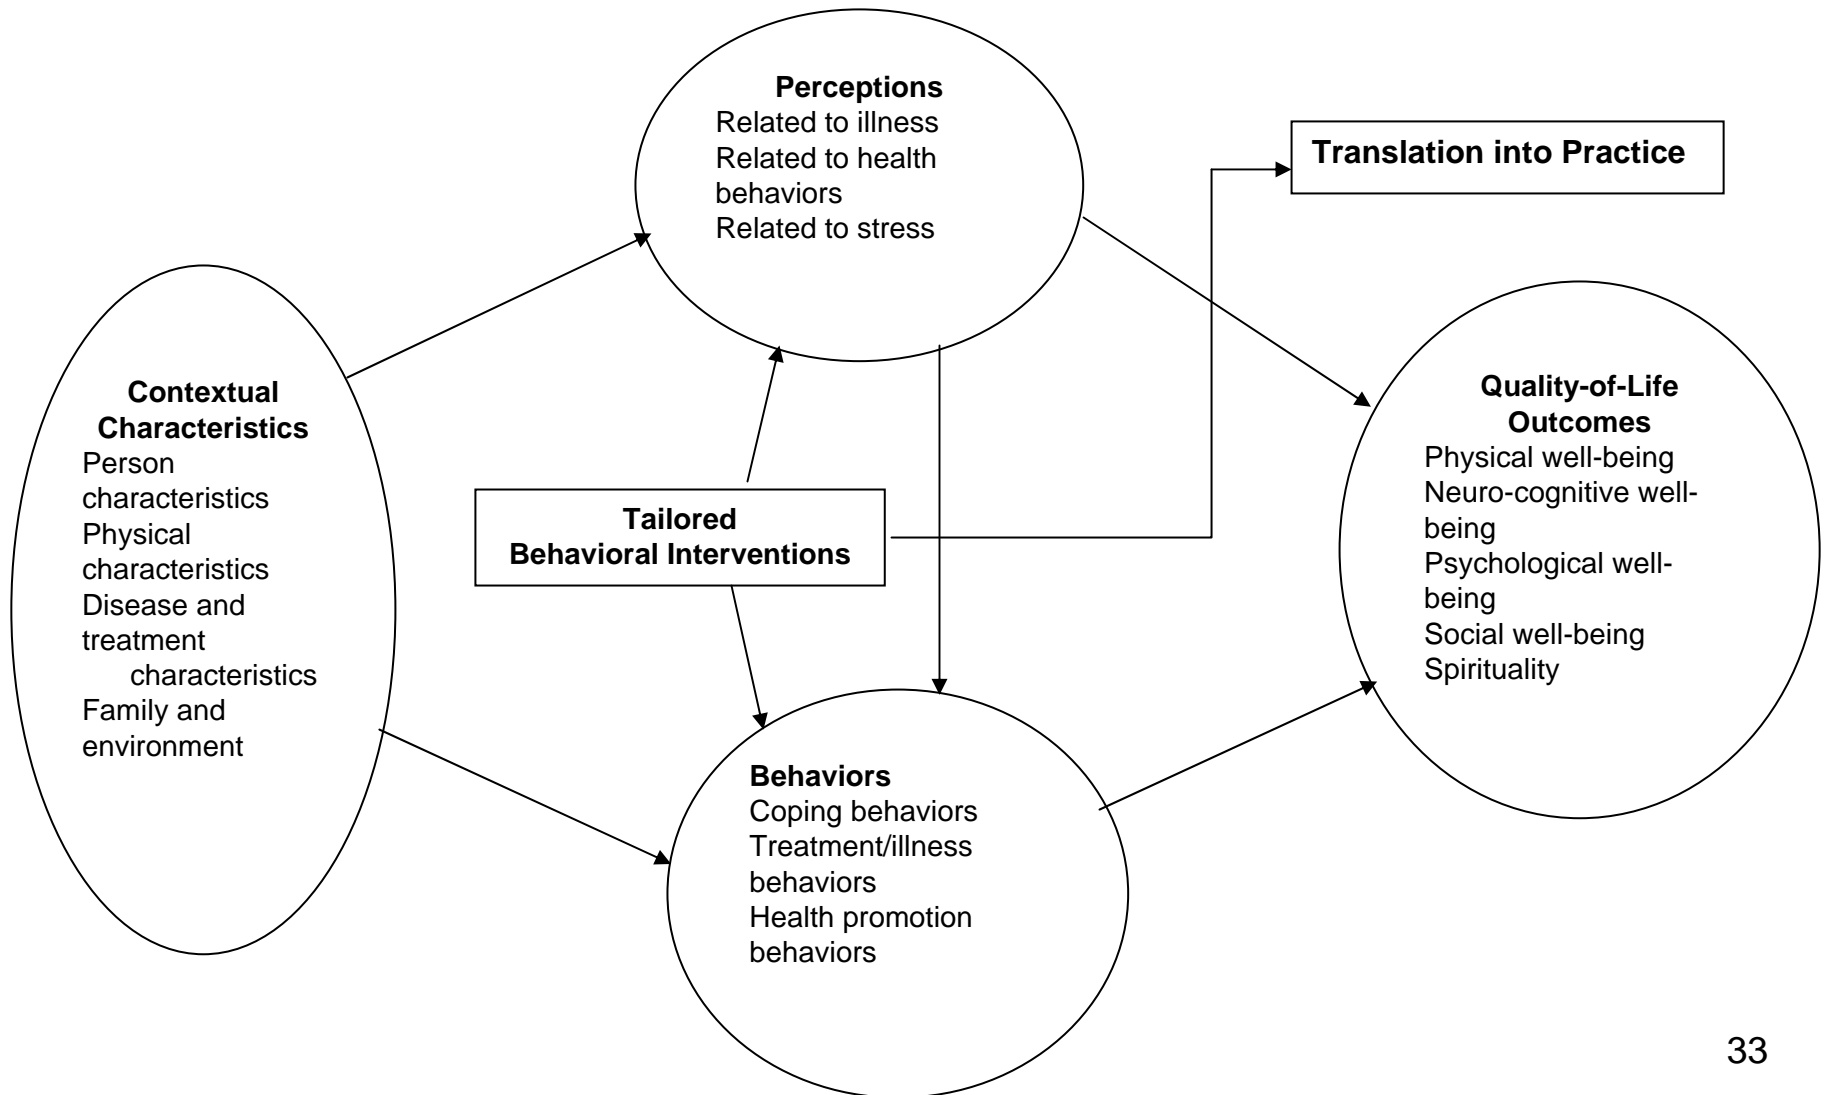 Perceptions
Related to illness
Related to health
behaviors
Related to stress
Translation into Practice
Contextual
Characteristics
Person
characteristics
Physical
characteristics
Disease and
treatment
characteristics
Family and
environment
Tailored
Behavioral Interventions
Quality-of-Life
Outcomes
Physical well-being
Neuro-cognitive well-
being
Psychological well-
being
Social well-being
Spirituality
Behaviors
Coping behaviors
Treatment/illness
behaviors
Health promotion
behaviors
33